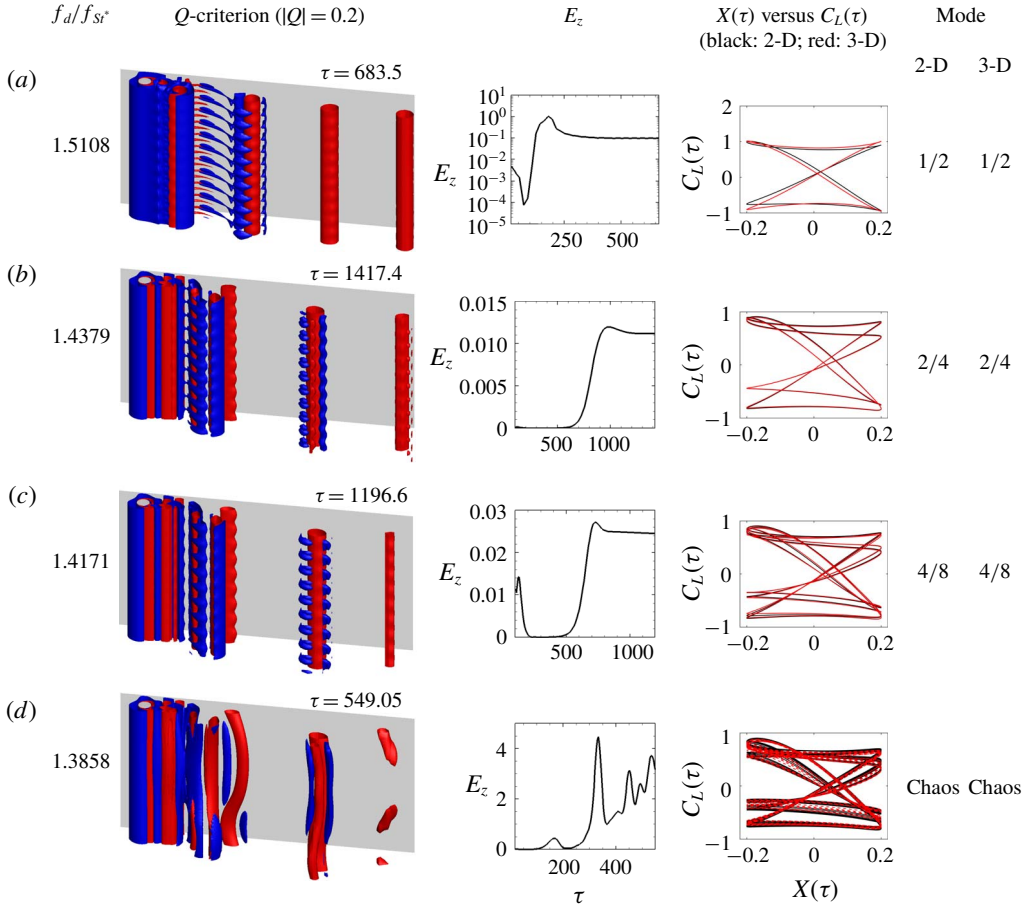 f_d/f_St* Q-criterion (|Q| = 0.2) E_z X(τ) versus C_L(τ) Mode
(black: 2-D; red: 3-D)
2-D 3-D
(a) τ = 683.5
1.5108
E_z
10^1
10^0
10^-1
10^-2
10^-3
10^-4
10^-5
250 500
C_L(τ)
2
1
0
-1
-0.2 0 0.2
1/2 1/2
(b) τ = 1417.4
1.4379
E_z
0.015
0.010
0.005
0
500 1000
C_L(τ)
1
0
-1
-0.2 0 0.2
2/4 2/4
(c) τ = 1196.6
1.4171
E_z
0.03
0.02
0.01
0
500 1000
C_L(τ)
1
0
-1
-0.2 0 0.2
4/8 4/8
(d) τ = 549.05
1.3858
E_z
4
2
0
200 400
τ
C_L(τ)
1
0
-1
-0.2 0 0.2
X(τ)
Chaos Chaos